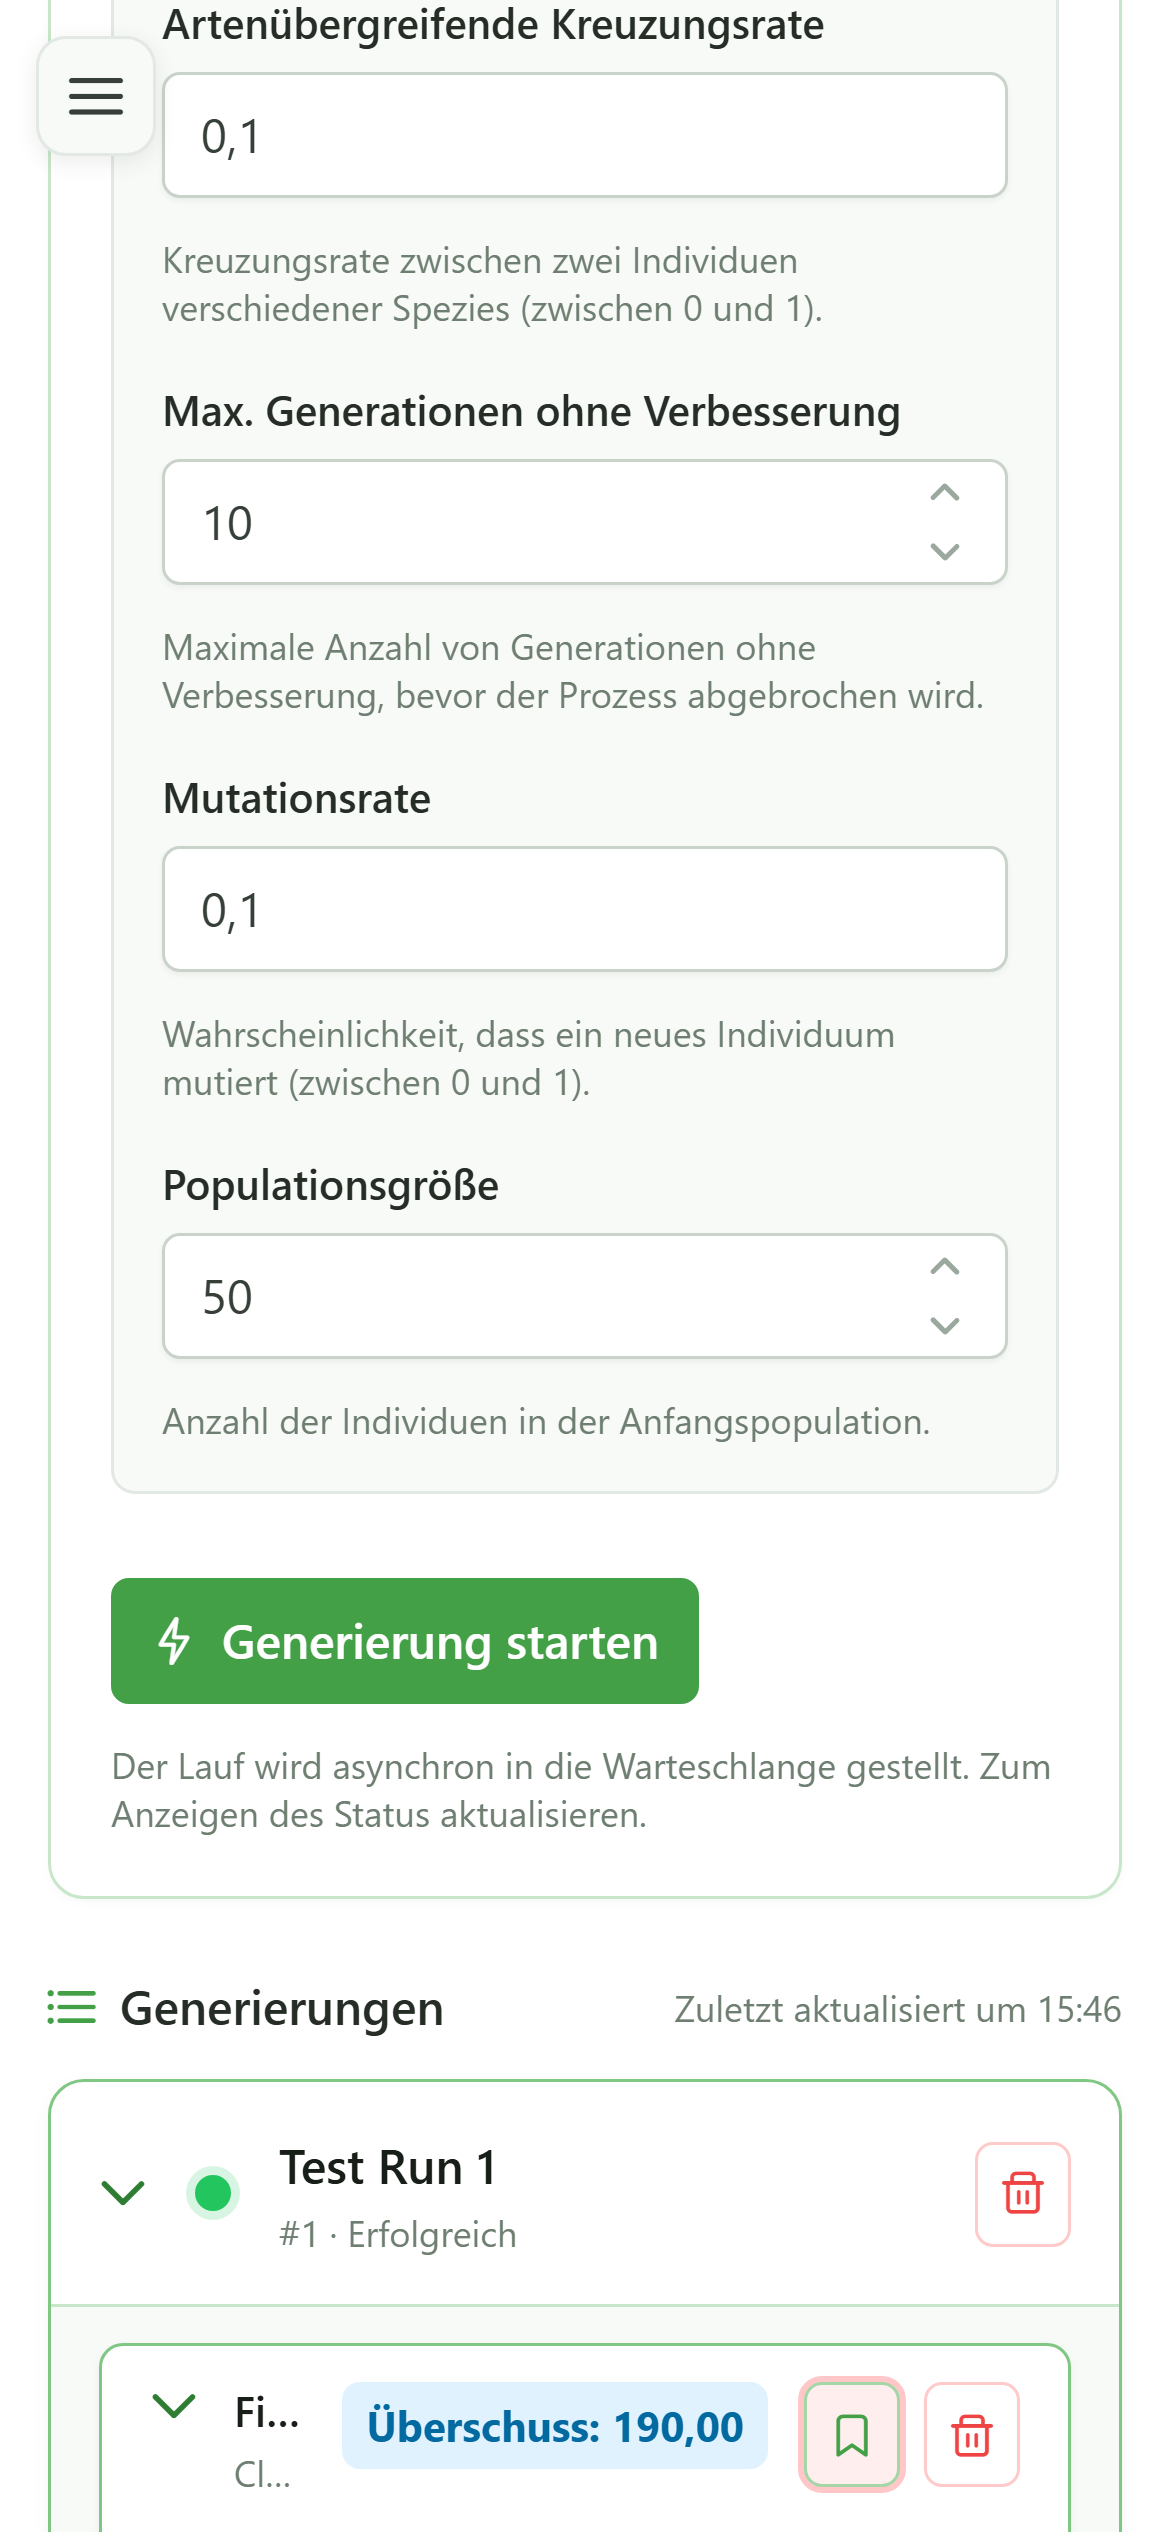 Artenübergreifende Kreuzungsrate
0,1
Kreuzungsrate zwischen zwei Individuen
verschiedener Spezies (zwischen 0 und 1).
Max. Generationen ohne Verbesserung
10
Maximale Anzahl von Generationen ohne
Verbesserung, bevor der Prozess abgebrochen wird.
Mutationsrate
0,1
Wahrscheinlichkeit, dass ein neues Individuum
mutiert (zwischen 0 und 1).
Populationsgröße
50
Anzahl der Individuen in der Anfangspopulation.
Generierung starten
Der Lauf wird asynchron in die Warteschlange gestellt. Zum
Anzeigen des Status aktualisieren.
Generierungen
Zuletzt aktualisiert um 15:46
Test Run 1
#1 · Erfolgreich
Fi...
Überschuss: 190,00
Cl...